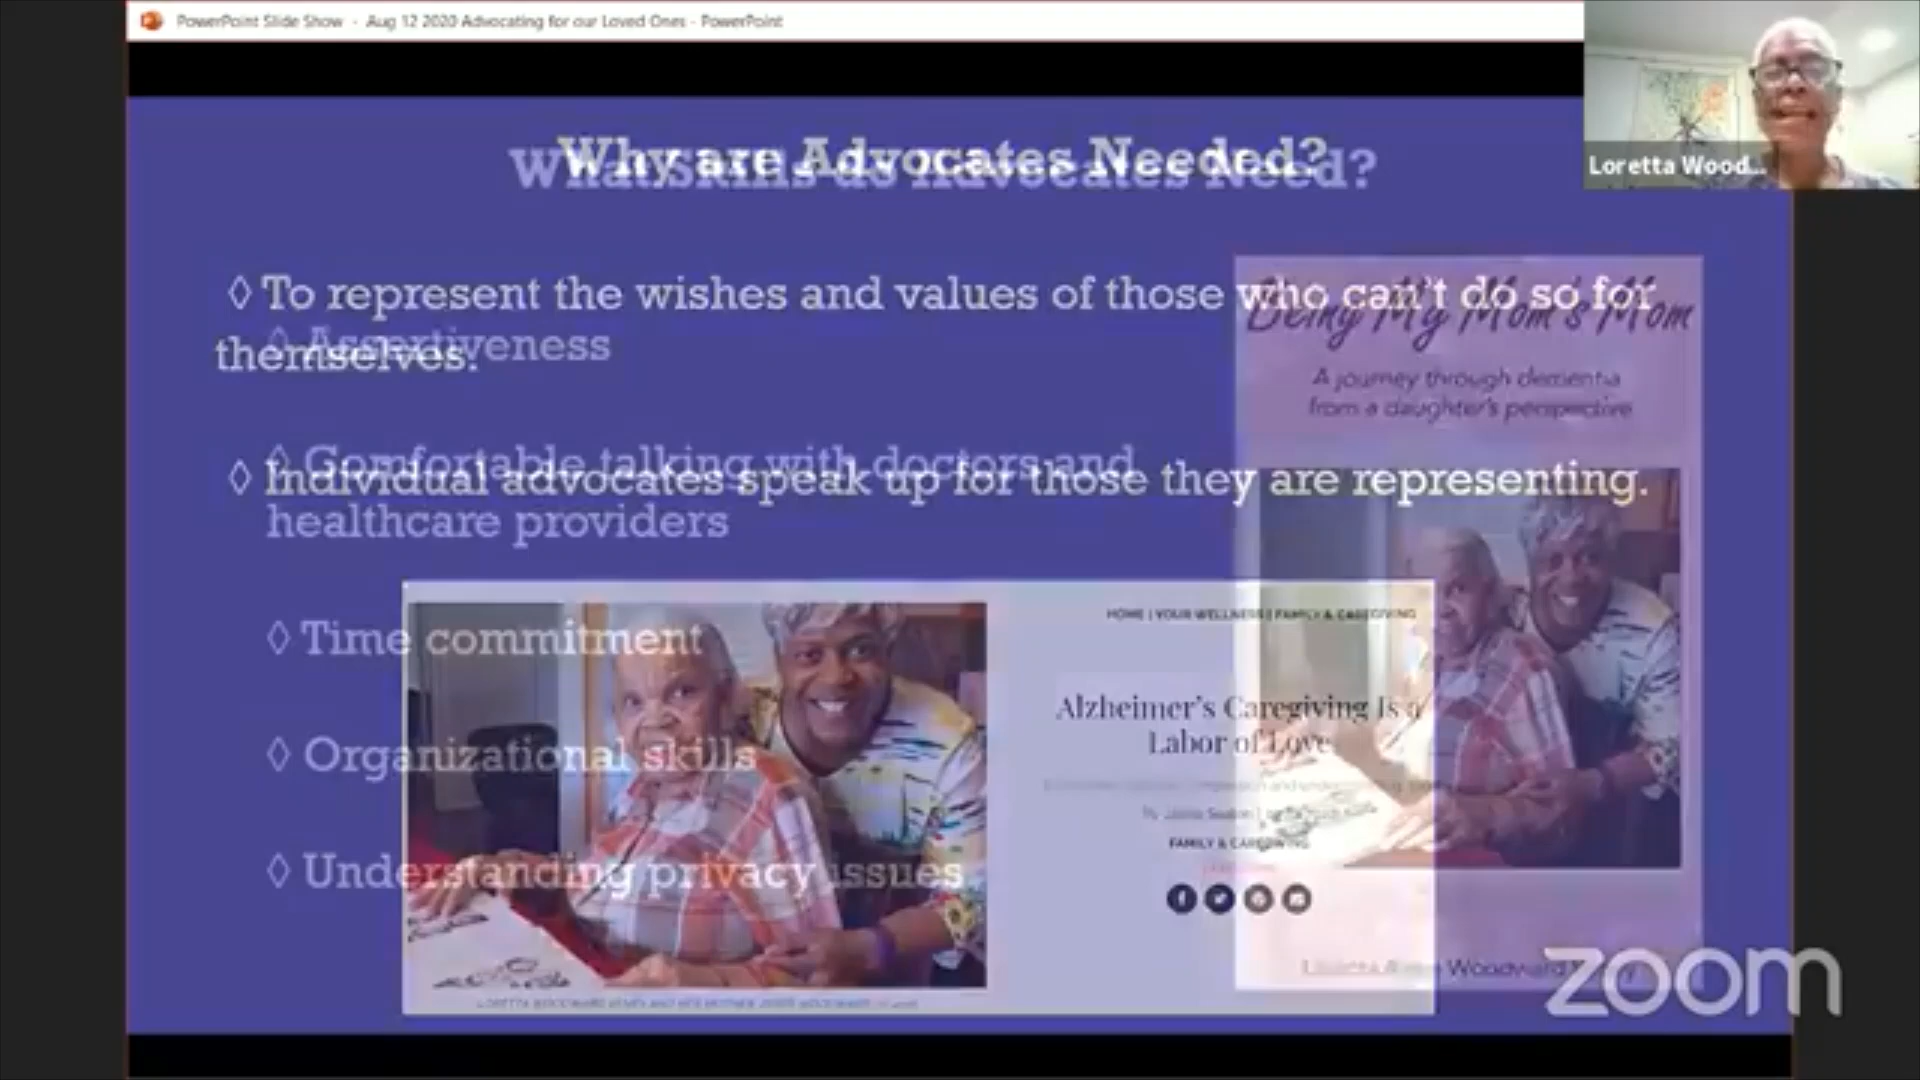 PowerPoint Slide Show - Aug 12 2020 Advocating for our Loved Ones - PowerPoint
Loretta Wood...
Why are Advocates Needed?
What Skills do Advocates Need?
◊ To represent the wishes and values of those who can't do so for
themselves.
◊ Individual advocates speak up for those they are representing.
◊ Assertiveness
◊ Comfortable talking with doctors and
healthcare providers
◊ Time commitment
◊ Organizational skills
◊ Understanding privacy issues
Being My Mom's Mom
A journey through dementia
from a daughter's perspective
HOME | YOUR WELLNESS | FAMILY & CAREGIVING
Alzheimer's Caregiving Is a
Labor of Love
FAMILY & CAREGIVING
Loretta Woodward
zoom